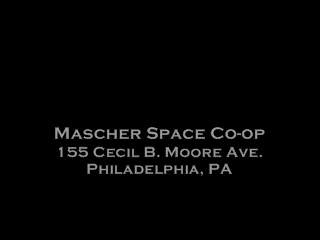 Mascher Space Co-op
155 Cecil B. Moore Ave.
Philadelphia, PA